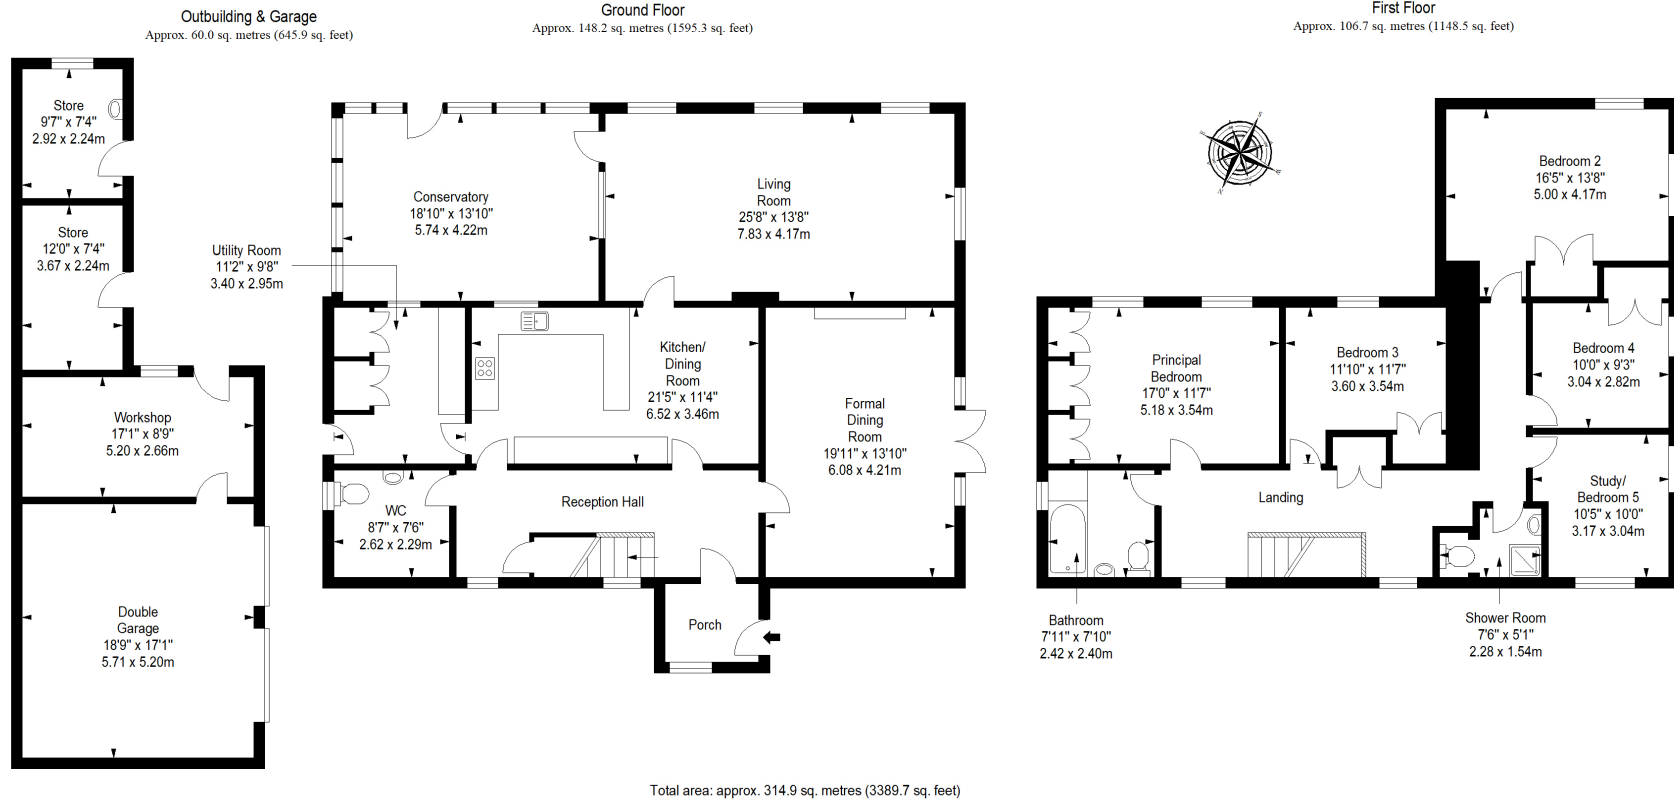 Outbuilding & Garage
Approx. 60.0 sq. metres (645.9 sq. feet)
Store
9'7" x 7'4"
2.92 x 2.24m
Store
12'0" x 7'4"
3.67 x 2.24m
Workshop
17'1" x 8'9"
5.20 x 2.66m
Double
Garage
18'9" x 17'1"
5.71 x 5.20m
Ground Floor
Approx. 148.2 sq. metres (1595.3 sq. feet)
Conservatory
18'10" x 13'10"
5.74 x 4.22m
Living
Room
25'8" x 13'8"
7.83 x 4.17m
Utility Room
11'2" x 9'8"
3.40 x 2.95m
Kitchen/
Dining
Room
21'5" x 11'4"
6.52 x 3.46m
Formal
Dining
Room
19'11" x 13'10"
6.08 x 4.21m
WC
8'7" x 7'6"
2.62 x 2.29m
Reception Hall
Porch
First Floor
Approx. 106.7 sq. metres (1148.5 sq. feet)
Bedroom 2
16'5" x 13'8"
5.00 x 4.17m
Principal
Bedroom
17'0" x 11'7"
5.18 x 3.54m
Bedroom 3
11'10" x 11'7"
3.60 x 3.54m
Bedroom 4
10'0" x 9'3"
3.04 x 2.82m
Study/
Bedroom 5
10'5" x 10'0"
3.17 x 3.04m
Landing
Bathroom
7'11" x 7'10"
2.42 x 2.40m
Shower Room
7'6" x 5'1"
2.28 x 1.54m
Total area: approx. 314.9 sq. metres (3389.7 sq. feet)